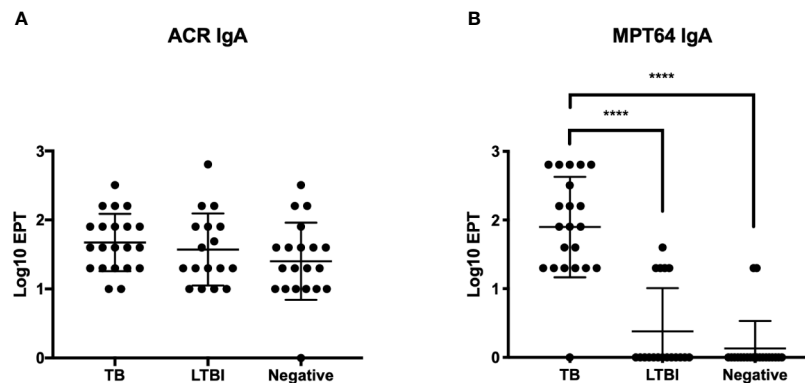 A
ACR IgA
Log10 EPT
3
2
1
0
TB LTBI Negative
B
MPT64 IgA
****
****
Log10 EPT
3
2
1
0
TB LTBI Negative